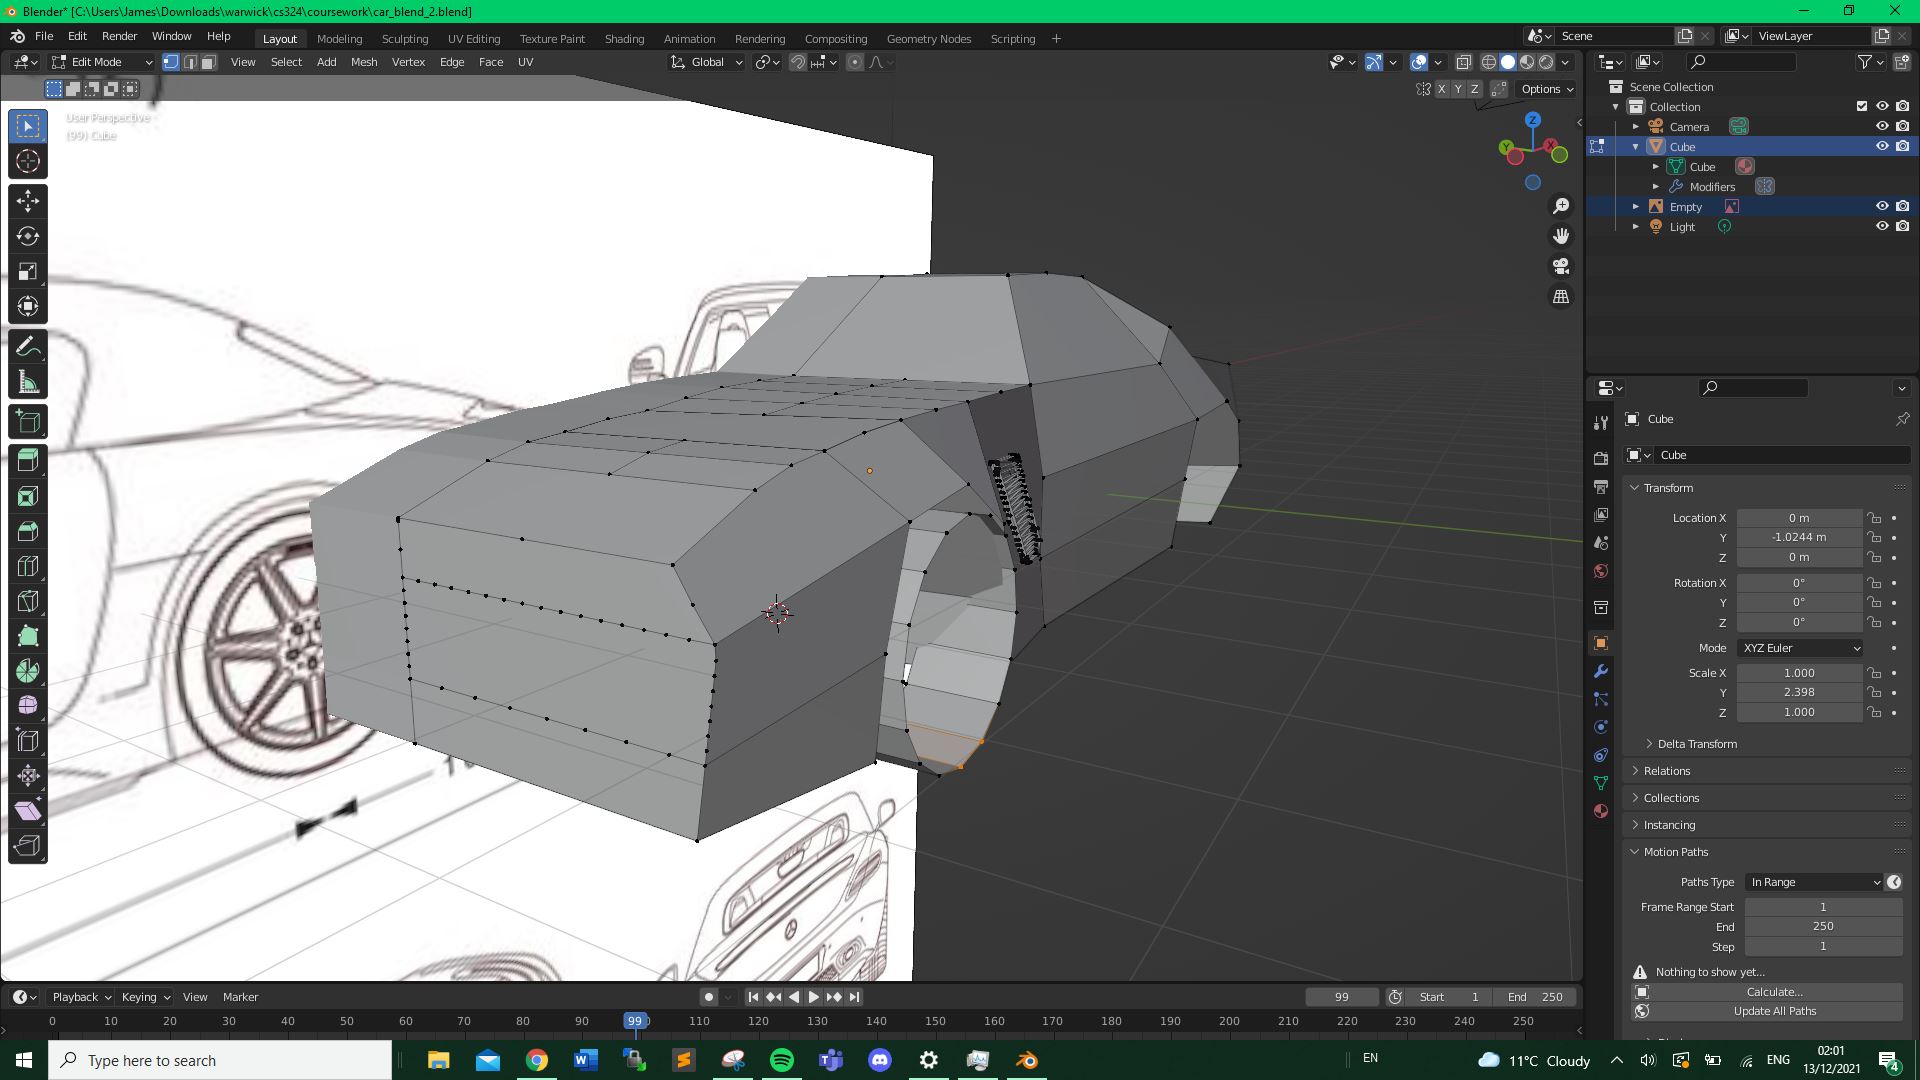 Blender* [C:\Users\James\Downloads\warwick\cs324\coursework\car_blend_2.blend]
File Edit Render Window Help Layout Modeling Sculpting UV Editing Texture Paint Shading Animation Rendering Compositing Geometry Nodes Scripting + Scene ViewLayer
Edit Mode View Select Add Mesh Vertex Edge Face UV Global
X Y Z Options
User Perspective
(99) Cube
Scene Collection
Collection
Camera
Cube
Cube
Modifiers
Empty
Light
Z
Y
X
Cube
Cube
Transform
Location X 0 m
Y -1.0244 m
Z 0 m
Rotation X 0°
Y 0°
Z 0°
Mode XYZ Euler
Scale X 1.000
Y 2.398
Z 1.000
Delta Transform
Relations
Collections
Instancing
Motion Paths
Paths Type In Range
Frame Range Start 1
End 250
Step 1
Nothing to show yet...
Calculate...
Update All Paths
Playback Keying View Marker 99 Start 1 End 250
0 10 20 30 40 50 60 70 80 90 99 110 120 130 140 150 160 170 180 190 200 210 220 230 240 250
Type here to search
EN
11°C Cloudy
ENG
02:01
13/12/2021
4